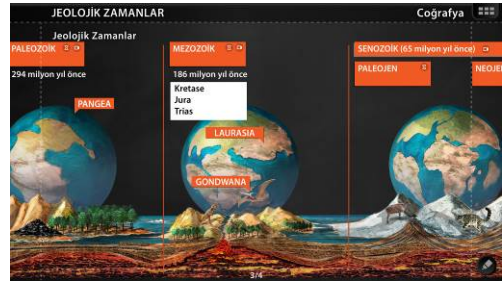 JEOLOJİK ZAMANLAR
Coğrafya
Jeolojik Zamanlar
PALEOZOİK
294 milyon yıl önce
PANGEA
MEZOZOİK
186 milyon yıl önce
Kretase
Jura
Trias
LAURASIA
GONDWANA
SENOZOİK (65 milyon yıl önce)
PALEOJEN
NEOJE
3/4